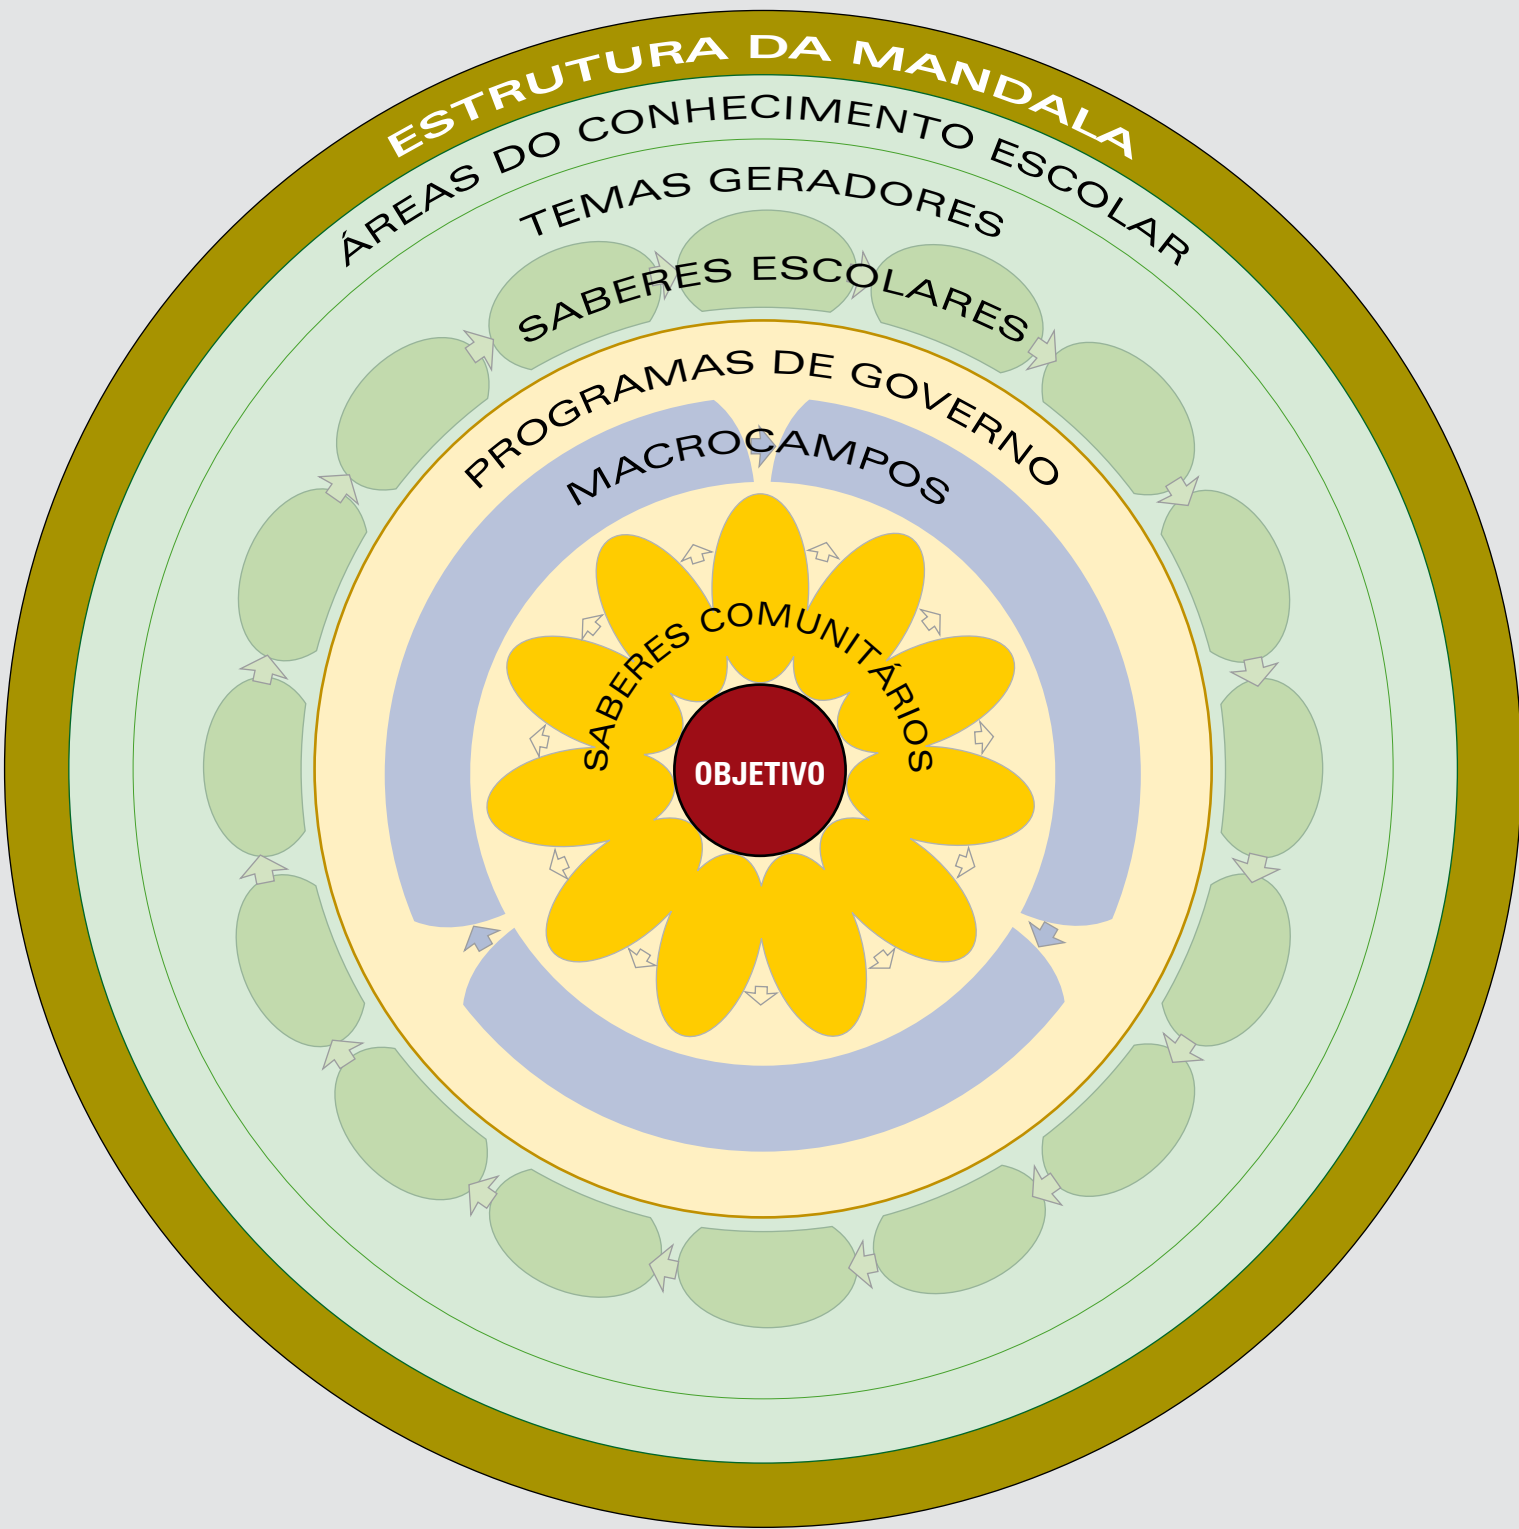 ESTRUTURA DA MANDALA
ÁREAS DO CONHECIMENTO ESCOLAR
TEMAS GERADORES
SABERES ESCOLARES
PROGRAMAS DE GOVERNO
MACROCAMPOS
SABERES COMUNITÁRIOS
OBJETIVO